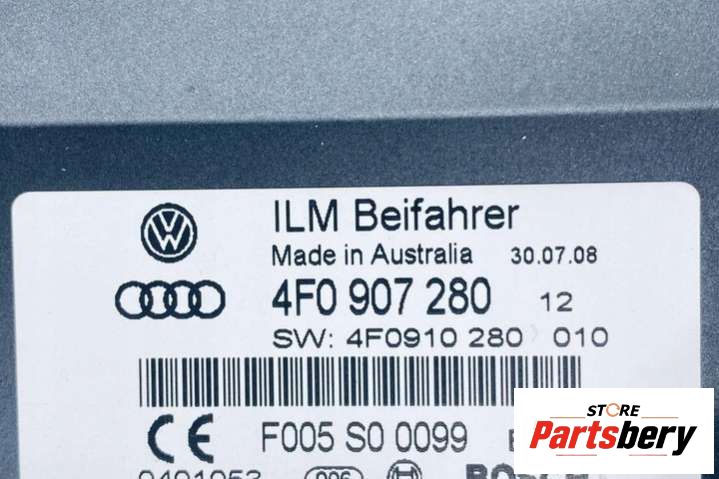 ILM Beifahrer
Made in Australia 30.07.08
4F0 907 280 12
SW: 4F0910 280 010
CE F005 S0 0099
STORE
Partsbery